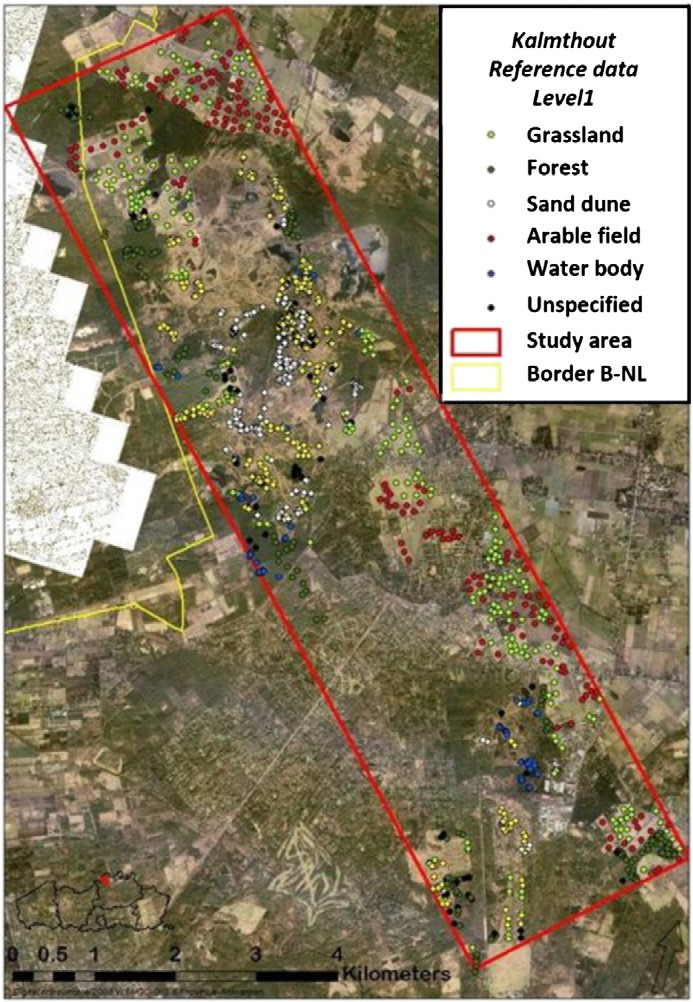 Kalmthout
Reference data
Level1
Grassland
Forest
Sand dune
Arable field
Water body
Unspecified
Study area
Border B-NL
0 0.5 1 2 3 4
Kilometers